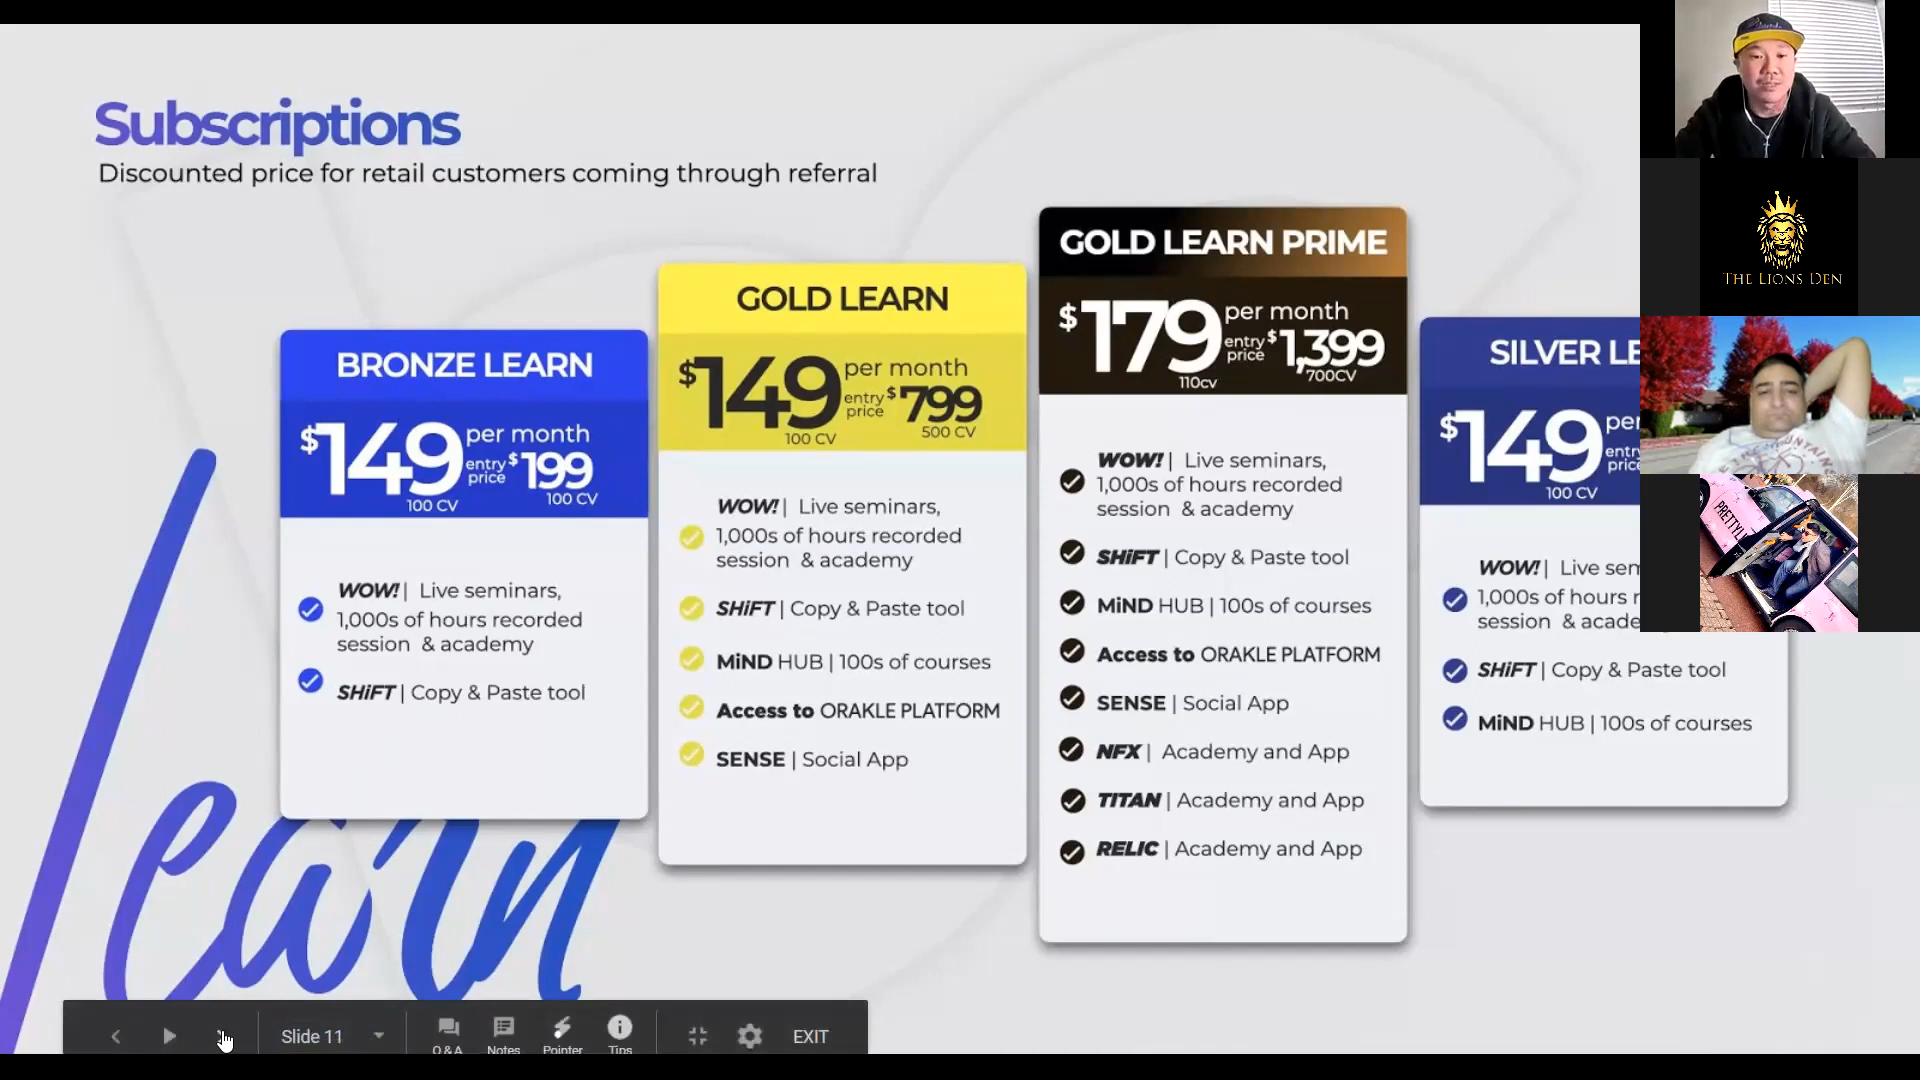 Subscriptions
Discounted price for retail customers coming through referral
BRONZE LEARN
$149 per month
entry price $199
100 CV
100 CV
WOW! | Live seminars,
1,000s of hours recorded
session & academy
SHiFT | Copy & Paste tool
GOLD LEARN
$149 per month
entry price $799
100 CV
500 CV
WOW! | Live seminars,
1,000s of hours recorded
session & academy
SHiFT | Copy & Paste tool
MiND HUB | 100s of courses
Access to ORAKLE PLATFORM
SENSE | Social App
GOLD LEARN PRIME
$179 per month
entry price $1,399
110cv
700CV
WOW! | Live seminars,
1,000s of hours recorded
session & academy
SHiFT | Copy & Paste tool
MiND HUB | 100s of courses
Access to ORAKLE PLATFORM
SENSE | Social App
NFX | Academy and App
TITAN | Academy and App
RELIC | Academy and App
SILVER LE
$149 per
entry
price
100 CV
WOW! | Live sem
1,000s of hours r
session & acade
SHiFT | Copy & Paste tool
MiND HUB | 100s of courses
learn
THE LIONS DEN
PRETTYL
Slide 11
Q & A
Notes
Pointer
Tips
EXIT